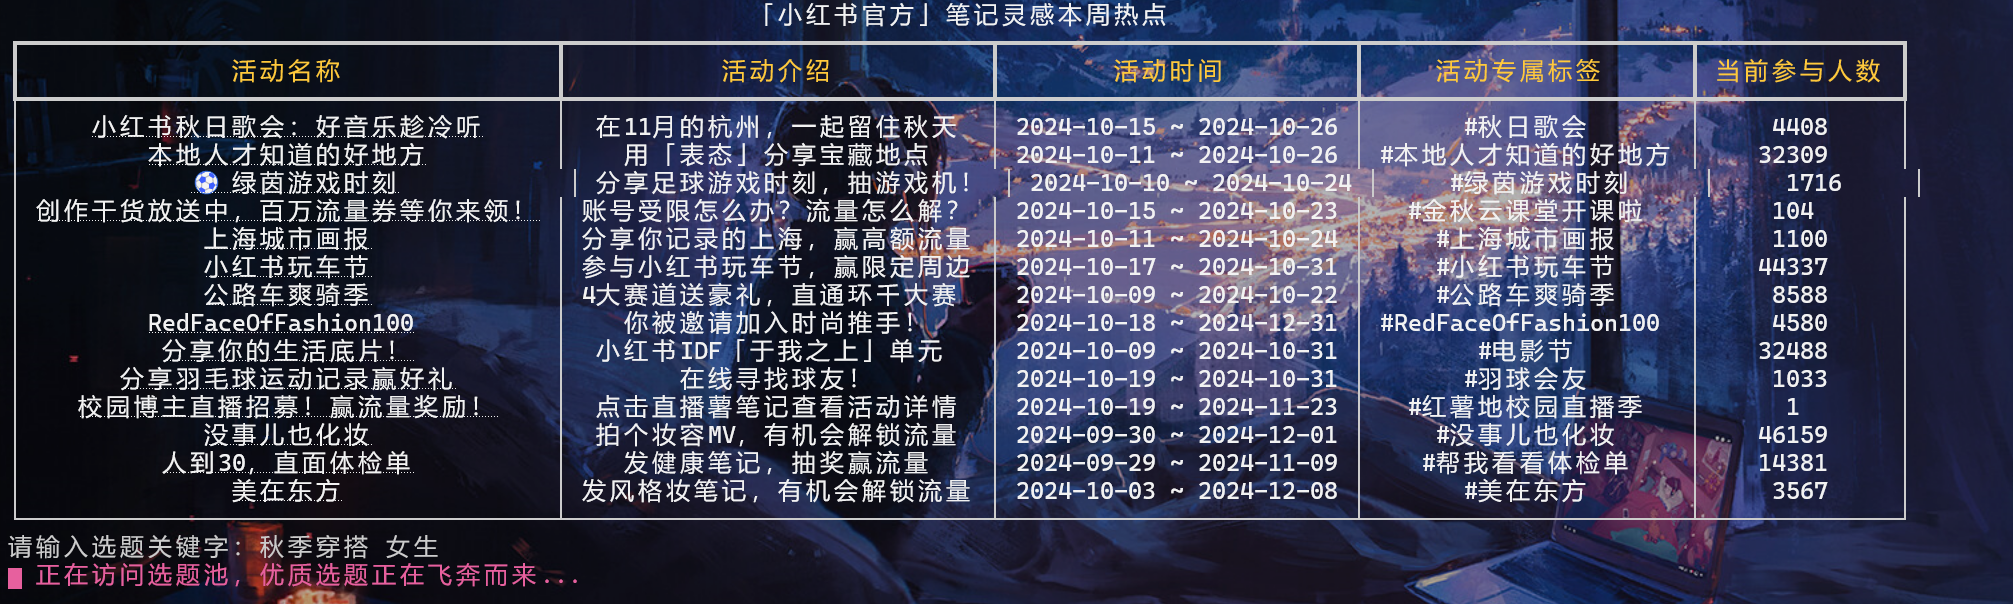 「小红书官方」笔记灵感本周热点
活动名称 活动介绍 活动时间 活动专属标签 当前参与人数
小红书秋日歌会：好音乐趁冷听 在11月的杭州，一起留住秋天 2024-10-15 ~ 2024-10-26 #秋日歌会 4408
本地人才知道的好地方 用「表态」分享宝藏地点 2024-10-11 ~ 2024-10-26 #本地人才知道的好地方 32309
⚽ 绿茵游戏时刻 分享足球游戏时刻，抽游戏机！ 2024-10-10 ~ 2024-10-24 #绿茵游戏时刻 1716
创作干货放送中，百万流量券等你来领！ 账号受限怎么办？流量怎么解？ 2024-10-15 ~ 2024-10-23 #金秋云课堂开课啦 104
上海城市画报 分享你记录的上海，赢高额流量 2024-10-11 ~ 2024-10-24 #上海城市画报 1100
小红书玩车节 参与小红书玩车节，赢限定周边 2024-10-17 ~ 2024-10-31 #小红书玩车节 44337
公路车爽骑季 4大赛道送豪礼，直通环千大赛 2024-10-09 ~ 2024-10-22 #公路车爽骑季 8588
RedFaceOfFashion100 你被邀请加入时尚推手！ 2024-10-18 ~ 2024-12-31 #RedFaceOfFashion100 4580
分享你的生活底片！ 小红书IDF「于我之上」单元 2024-10-09 ~ 2024-10-31 #电影节 32488
分享羽毛球运动记录赢好礼 在线寻找球友！ 2024-10-19 ~ 2024-10-31 #羽球会友 1033
校园博主直播招募！赢流量奖励！ 点击直播薯笔记查看活动详情 2024-10-19 ~ 2024-11-23 #红薯地校园直播季 1
没事儿也化妆 拍个妆容MV，有机会解锁流量 2024-09-30 ~ 2024-12-01 #没事儿也化妆 46159
人到30，直面体检单 发健康笔记，抽奖赢流量 2024-09-29 ~ 2024-11-09 #帮我看看体检单 14381
美在东方 发风格妆笔记，有机会解锁流量 2024-10-03 ~ 2024-12-08 #美在东方 3567
请输入选题关键字：秋季穿搭 女生
正在访问选题池，优质选题正在飞奔而来...